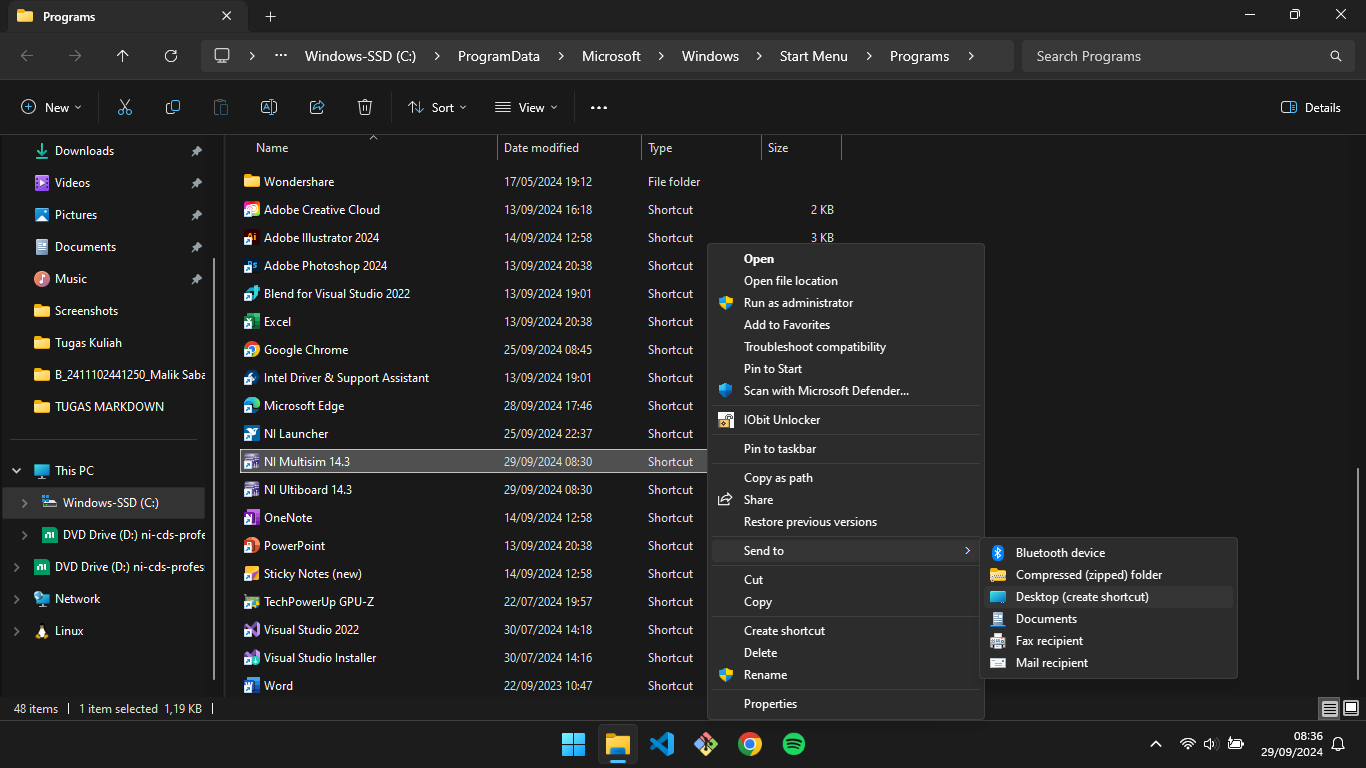 Programs
Windows-SSD (C:) ProgramData Microsoft Windows Start Menu Programs
Search Programs
New Sort View Details
Downloads
Videos
Pictures
Documents
Music
Screenshots
Tugas Kuliah
B_2411102441250_Malik Saba
TUGAS MARKDOWN
This PC
Windows-SSD (C:)
DVD Drive (D:) ni-cds-profe
DVD Drive (D:) ni-cds-profes
Network
Linux
Name Date modified Type Size
Wondershare 17/05/2024 19:12 File folder
Adobe Creative Cloud 13/09/2024 16:18 Shortcut 2 KB
Adobe Illustrator 2024 14/09/2024 12:58 Shortcut 3 KB
Adobe Photoshop 2024 13/09/2024 20:38 Shortcut
Blend for Visual Studio 2022 13/09/2024 19:01 Shortcut
Excel 13/09/2024 20:38 Shortcut
Google Chrome 25/09/2024 08:45 Shortcut
Intel Driver & Support Assistant 13/09/2024 19:01 Shortcut
Microsoft Edge 28/09/2024 17:46 Shortcut
NI Launcher 25/09/2024 22:37 Shortcut
NI Multisim 14.3 29/09/2024 08:30 Shortcut
NI Ultiboard 14.3 29/09/2024 08:30 Shortcut
OneNote 14/09/2024 12:58 Shortcut
PowerPoint 13/09/2024 20:38 Shortcut
Sticky Notes (new) 14/09/2024 12:58 Shortcut
TechPowerUp GPU-Z 22/07/2024 19:57 Shortcut
Visual Studio 2022 30/07/2024 14:18 Shortcut
Visual Studio Installer 30/07/2024 14:16 Shortcut
Word 22/09/2023 10:47 Shortcut
Open
Open file location
Run as administrator
Add to Favorites
Troubleshoot compatibility
Pin to Start
Scan with Microsoft Defender...
IObit Unlocker
Pin to taskbar
Copy as path
Share
Restore previous versions
Send to
Cut
Copy
Create shortcut
Delete
Rename
Properties
Bluetooth device
Compressed (zipped) folder
Desktop (create shortcut)
Documents
Fax recipient
Mail recipient
48 items 1 item selected 1,19 KB
08:36
29/09/2024